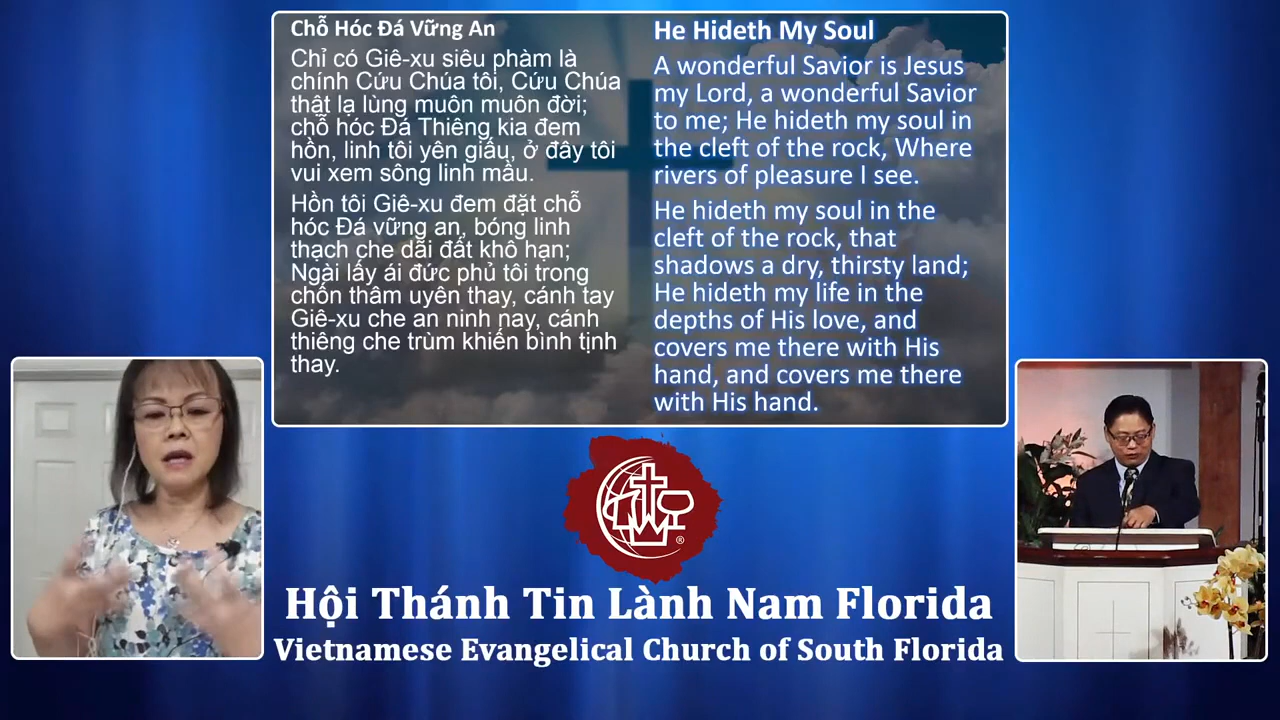 Chỗ Hóc Đá Vững An
Chỉ có Giê-xu siêu phàm là
chính Cứu Chúa tôi, Cứu Chúa
thật lạ lùng muôn muôn đời;
chỗ hóc Đá Thiêng kia đem
hồn, linh tôi yên giấu, ở đây tôi
vui xem sông linh mầu.
Hồn tôi Giê-xu đem đặt chỗ
hóc Đá vững an, bóng linh
thạch che dãi đất khô hạn;
Ngài lấy ái đức phủ tôi trong
chốn thâm uyên thay, cánh tay
Giê-xu che an ninh nay, cánh
thiêng che trùm khiến bình tịnh
thay.
He Hideth My Soul
A wonderful Savior is Jesus
my Lord, a wonderful Savior
to me; He hideth my soul in
the cleft of the rock, Where
rivers of pleasure I see.
He hideth my soul in the
cleft of the rock, that
shadows a dry, thirsty land;
He hideth my life in the
depths of His love, and
covers me there with His
hand, and covers me there
with His hand.
®
Hội Thánh Tin Lành Nam Florida
Vietnamese Evangelical Church of South Florida